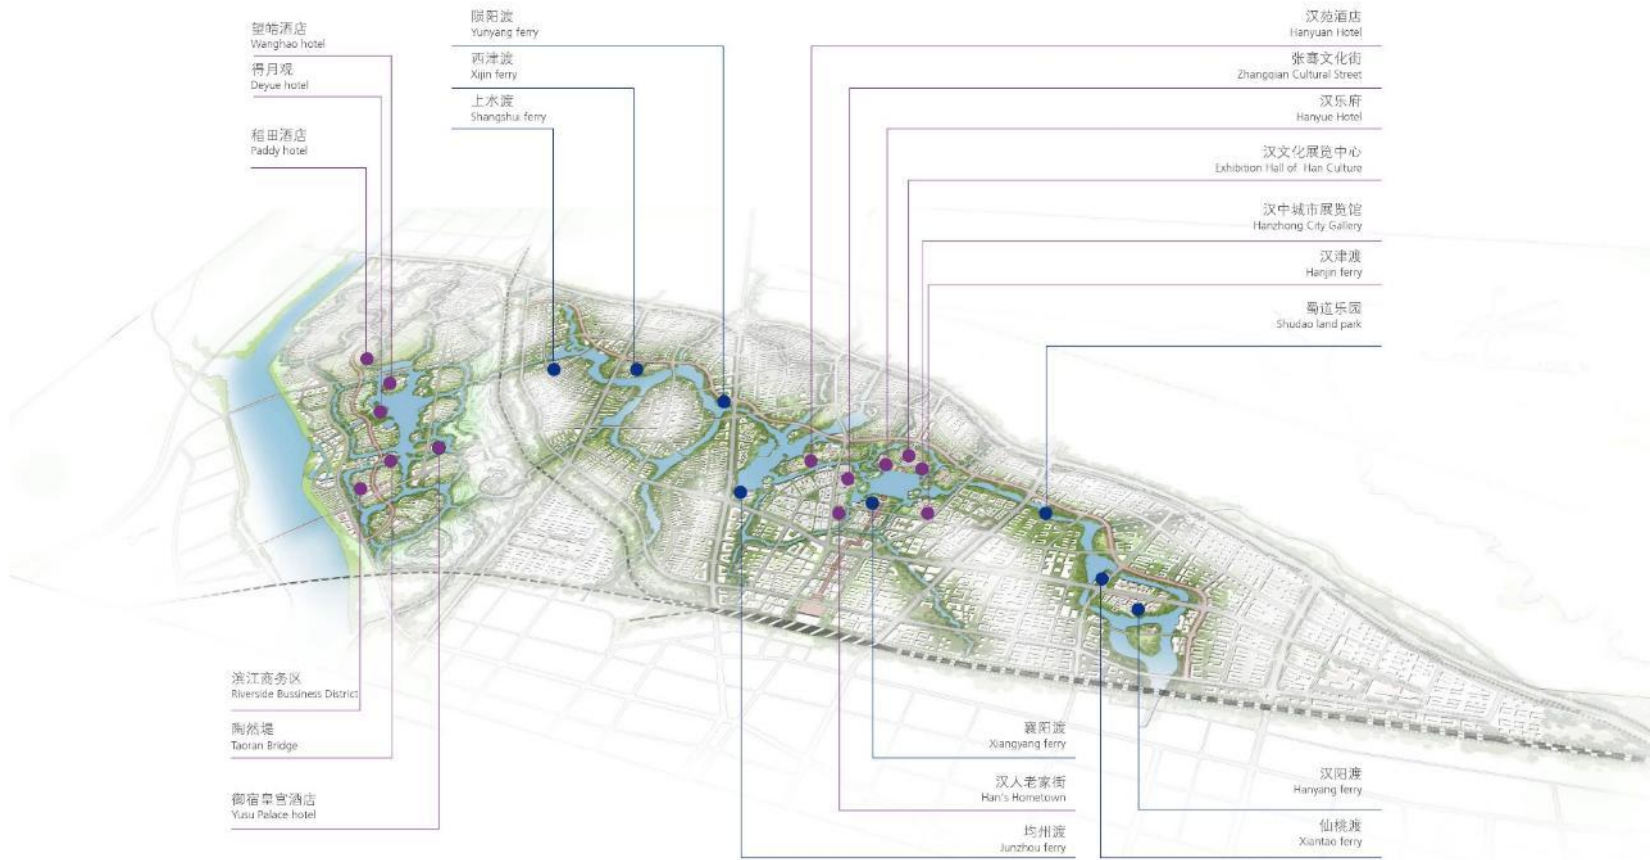 望皓酒店
Wanghao hotel
得月观
Deyue hotel
稻田酒店
Paddy hotel
陨阳渡
Yunyang ferry
西津渡
Xijin ferry
上水渡
Shangshui ferry
汉苑酒店
Hanyuan Hotel
张骞文化街
Zhangqian Cultural Street
汉乐府
Hanyue Hotel
汉文化展览中心
Exhibition Hall of Han Culture
汉中城市展览馆
Hanzhong City Gallery
汉津渡
Hanjin ferry
蜀道乐园
Shudao land park
滨江商务区
Riverside Bussiness District
陶然堤
Taoran Bridge
御宿皇宫酒店
Yusu Palace hotel
襄阳渡
Xiangyang ferry
汉人老家街
Han's Hometown
均州渡
Junzhou ferry
汉阳渡
Hanyang ferry
仙桃渡
Xiantao ferry